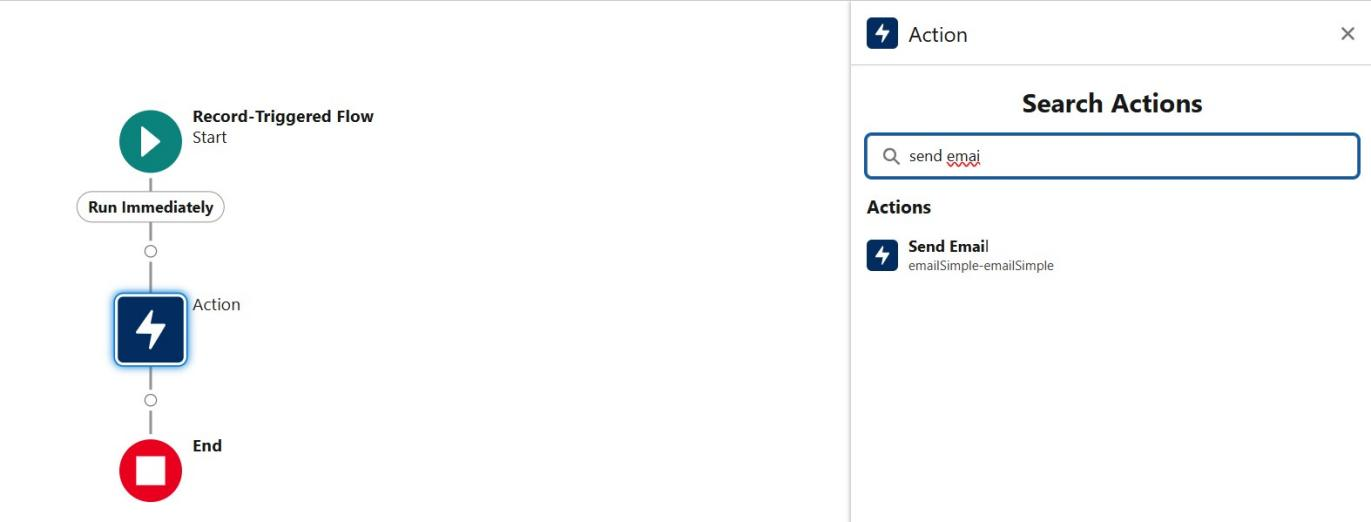 Record-Triggered Flow
Start
Run Immediately
Action
End
Action
Search Actions
send emai
Actions
Send Email
emailSimple-emailSimple